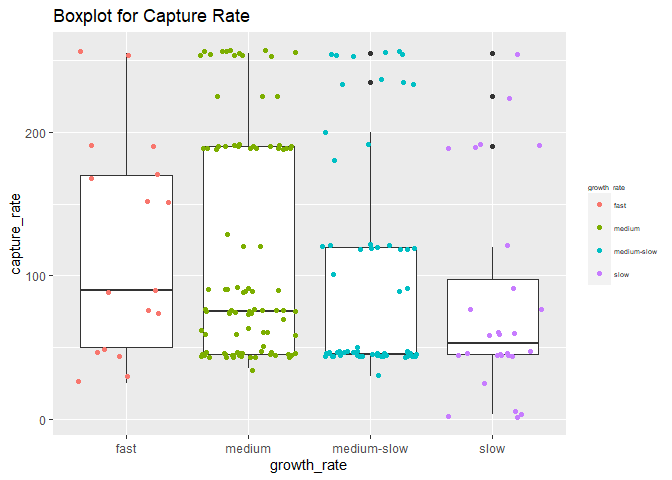 Boxplot for Capture Rate
capture_rate
200
100
0
fast
medium
medium-slow
slow
growth_rate
growth_rate
fast
medium
medium-slow
slow